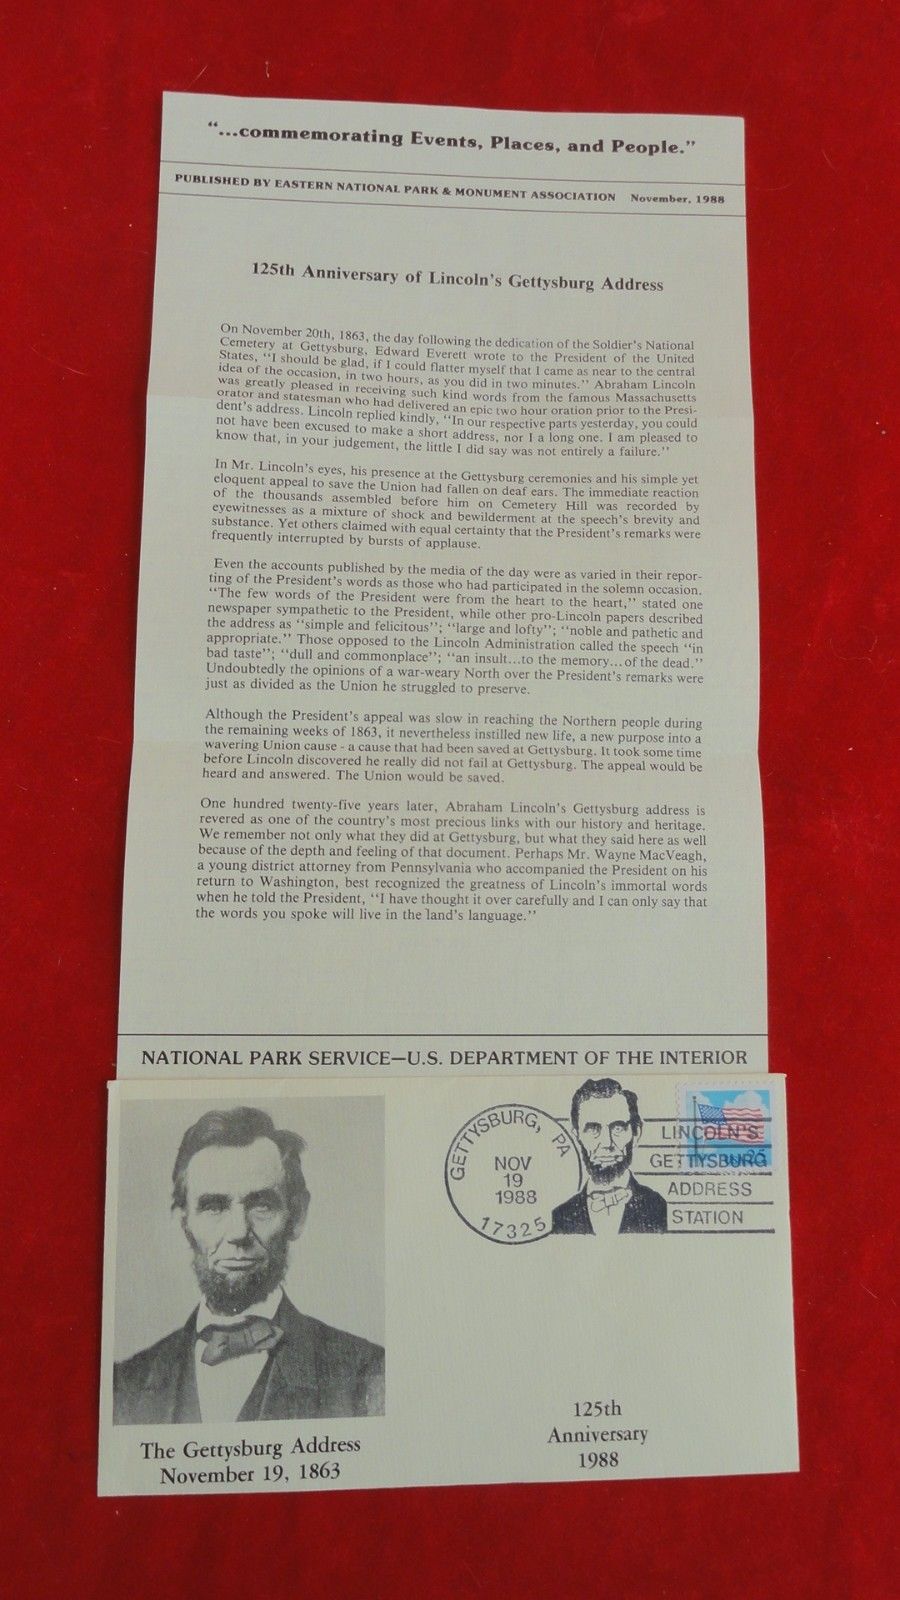 “...commemorating Events, Places, and People.”
PUBLISHED BY EASTERN NATIONAL PARK & MONUMENT ASSOCIATION November, 1988
125th Anniversary of Lincoln's Gettysburg Address
On November 20th, 1863, the day following the dedication of the Soldier's National
Cemetery at Gettysburg, Edward Everett wrote to the President of the United
States, “I should be glad, if I could flatter myself that I came as near to the central
idea of the occasion, in two hours, as you did in two minutes.” Abraham Lincoln
was greatly pleased in receiving such kind words from the famous Massachusetts
orator and statesman who had delivered an epic two hour oration prior to the Presi-
dent's address. Lincoln replied kindly, “In our respective parts yesterday, you could
not have been excused to make a short address, nor I a long one. I am pleased to
know that, in your judgement, the little I did say was not entirely a failure.”
In Mr. Lincoln's eyes, his presence at the Gettysburg ceremonies and his simple yet
eloquent appeal to save the Union had fallen on deaf ears. The immediate reaction
of the thousands assembled before him on Cemetery Hill was recorded by
eyewitnesses as a mixture of shock and bewilderment at the speech's brevity and
substance. Yet others claimed with equal certainty that the President's remarks were
frequently interrupted by bursts of applause.
Even the accounts published by the media of the day were as varied in their repor-
ting of the President's words as those who had participated in the solemn occasion.
“The few words of the President were from the heart to the heart,” stated one
newspaper sympathetic to the President, while other pro-Lincoln papers described
the address as “simple and felicitous”; “large and lofty”; “noble and pathetic and
appropriate.” Those opposed to the Lincoln Administration called the speech “in
bad taste”; “dull and commonplace”; “an insult...to the memory...of the dead.”
Undoubtedly the opinions of a war-weary North over the President's remarks were
just as divided as the Union he struggled to preserve.
Although the President's appeal was slow in reaching the Northern people during
the remaining weeks of 1863, it nevertheless instilled new life, a new purpose into a
wavering Union cause - a cause that had been saved at Gettysburg. It took some time
before Lincoln discovered he really did not fail at Gettysburg. The appeal would be
heard and answered. The Union would be saved.
One hundred twenty-five years later, Abraham Lincoln's Gettysburg address is
revered as one of the country's most precious links with our history and heritage.
We remember not only what they did at Gettysburg, but what they said here as well
because of the depth and feeling of that document. Perhaps Mr. Wayne MacVeagh,
a young district attorney from Pennsylvania who accompanied the President on his
return to Washington, best recognized the greatness of Lincoln's immortal words
when he told the President, “I have thought it over carefully and I can only say that
the words you spoke will live in the land's language.”
NATIONAL PARK SERVICE—U.S. DEPARTMENT OF THE INTERIOR
GETTYSBURG, PA
NOV
19
1988
17325
LINCOLN'S
GETTYSBURG
ADDRESS
STATION
The Gettysburg Address
November 19, 1863
125th
Anniversary
1988